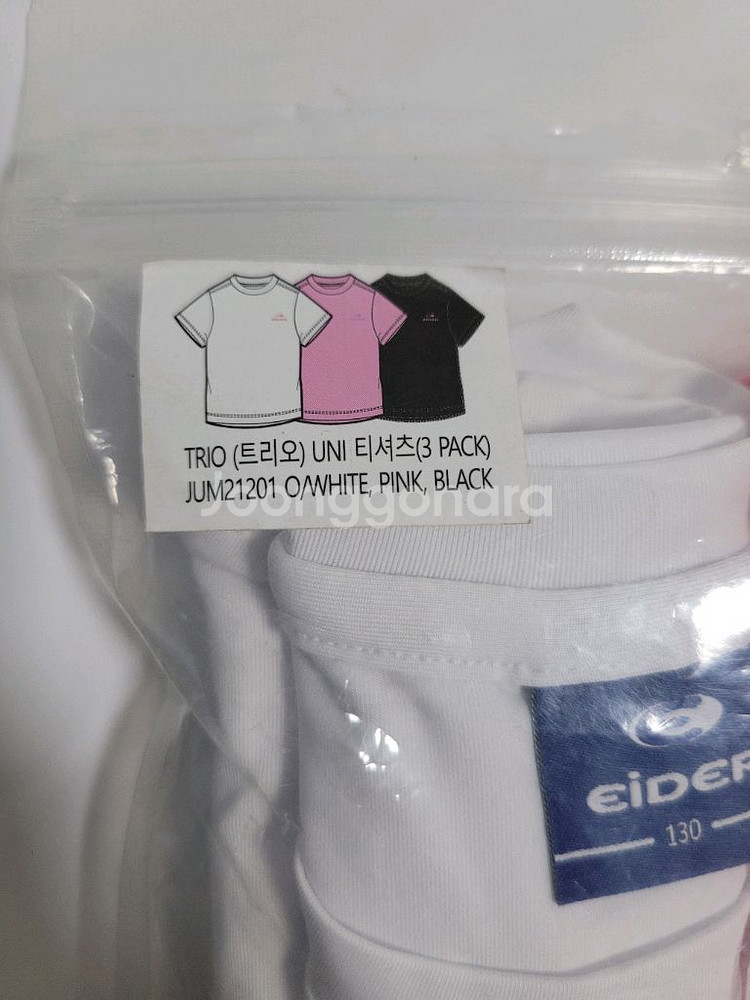 TRIO (트리오) UNI 티셔츠(3 PACK)
JUM21201 O/WHITE, PINK, BLACK
Joonggonara
EiDER
130